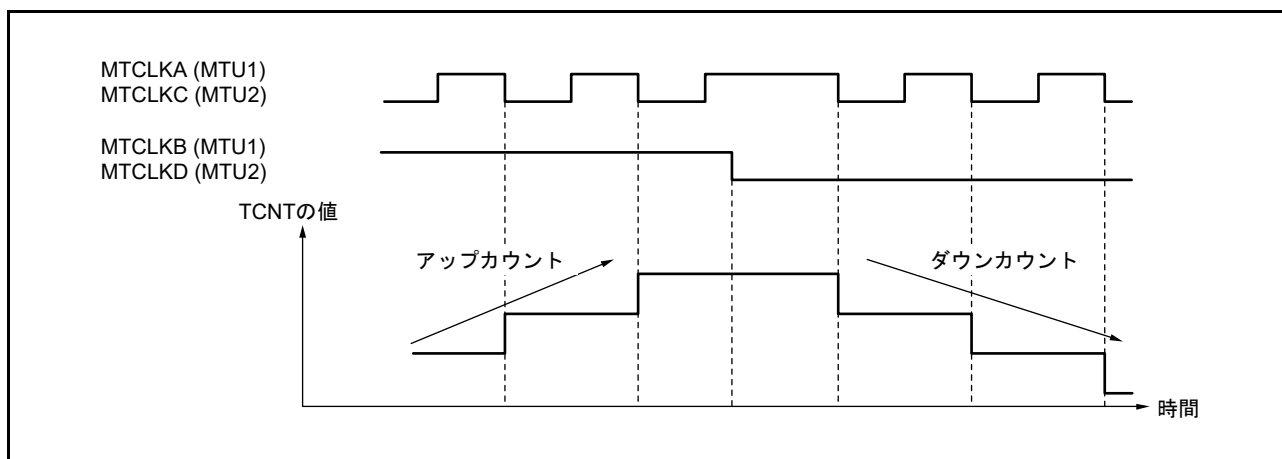 MTCLKA (MTU1)
MTCLKC (MTU2)
MTCLKB (MTU1)
MTCLKD (MTU2)
TCNTの値
アップカウント
ダウンカウント
時間